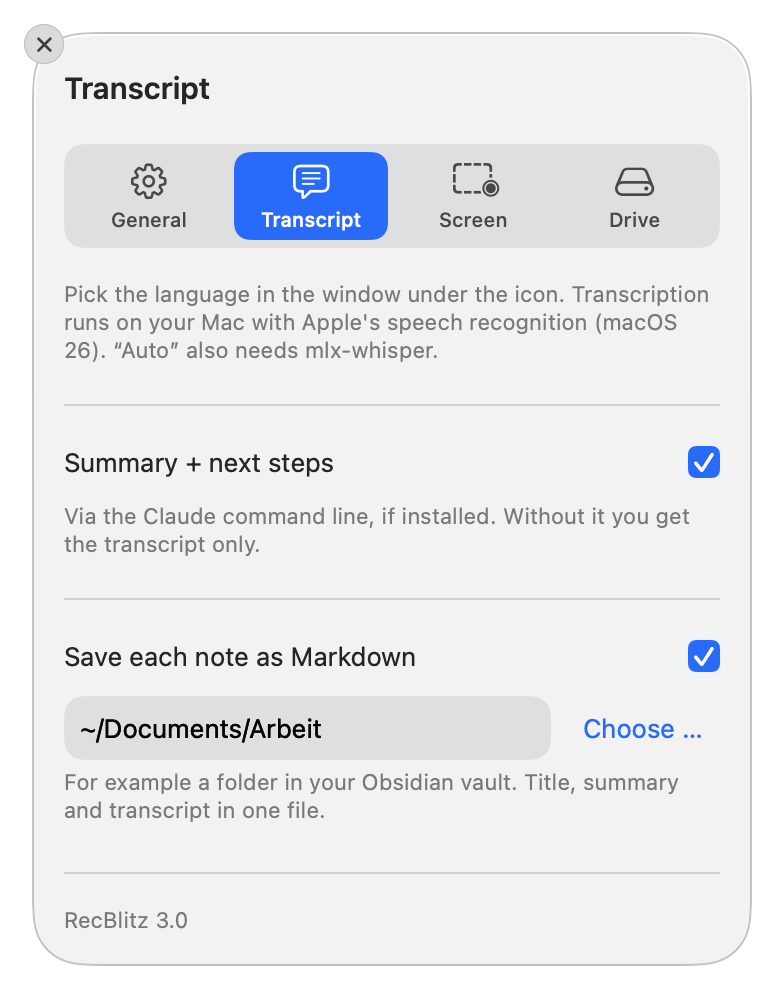 Transcript
General
Transcript
Screen
Drive
Pick the language in the window under the icon. Transcription
runs on your Mac with Apple's speech recognition (macOS
26). “Auto” also needs mlx-whisper.
Summary + next steps
Via the Claude command line, if installed. Without it you get
the transcript only.
Save each note as Markdown
~/Documents/Arbeit
Choose ...
For example a folder in your Obsidian vault. Title, summary
and transcript in one file.
RecBlitz 3.0